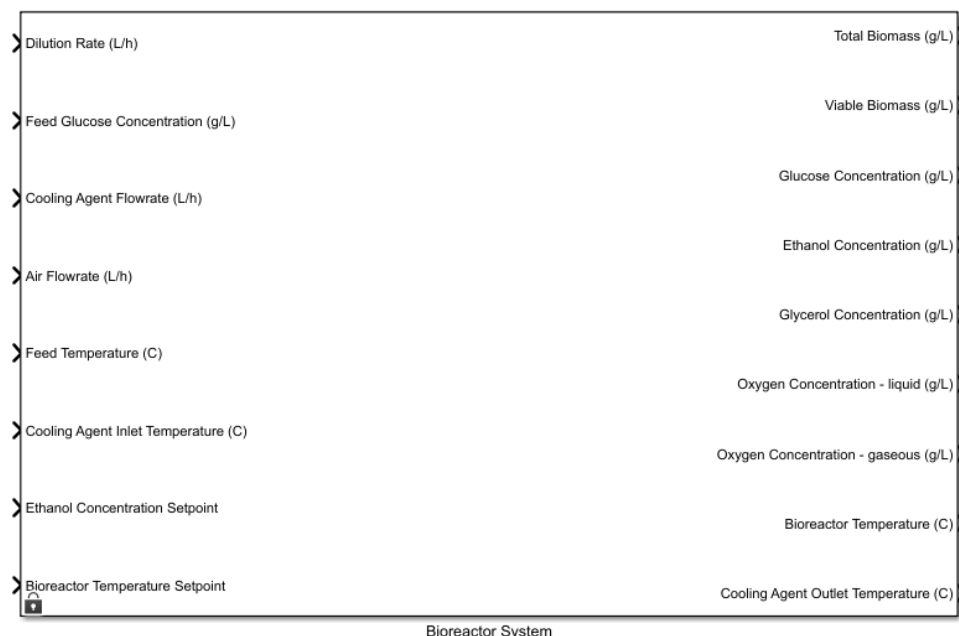 Dilution Rate (L/h)
Feed Glucose Concentration (g/L)
Cooling Agent Flowrate (L/h)
Air Flowrate (L/h)
Feed Temperature (C)
Cooling Agent Inlet Temperature (C)
Ethanol Concentration Setpoint
Bioreactor Temperature Setpoint
Total Biomass (g/L)
Viable Biomass (g/L)
Glucose Concentration (g/L)
Ethanol Concentration (g/L)
Glycerol Concentration (g/L)
Oxygen Concentration - liquid (g/L)
Oxygen Concentration - gaseous (g/L)
Bioreactor Temperature (C)
Cooling Agent Outlet Temperature (C)
Bioreactor System